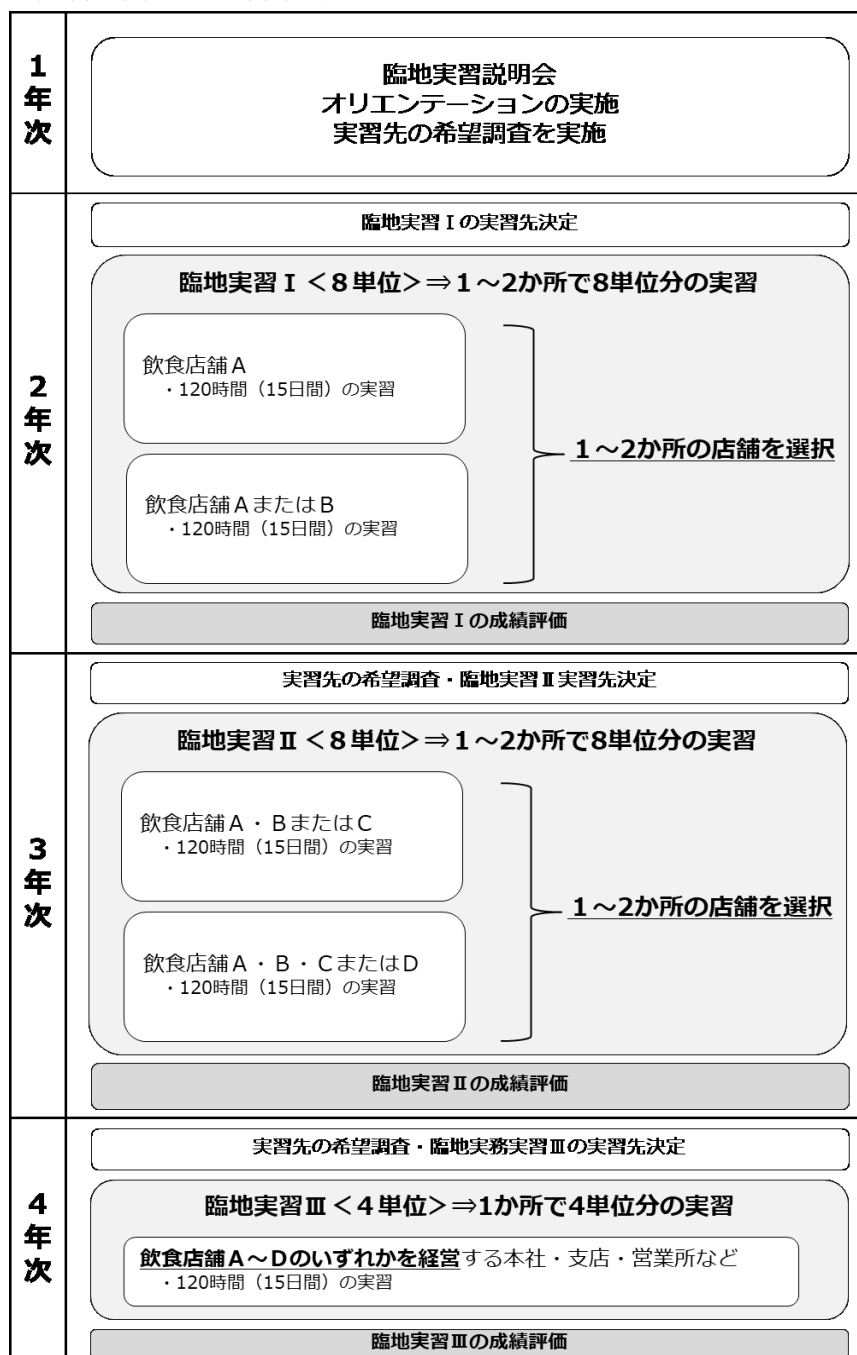 1年次
臨地実習説明会
オリエンテーションの実施
実習先の希望調査を実施
2年次
臨地実習Ⅰの実習先決定
臨地実習Ⅰ<8単位>⇒1~2か所で8単位分の実習
飲食店舗A
・120時間(15日間)の実習
飲食店舗AまたはB
・120時間(15日間)の実習
1~2か所の店舗を選択
臨地実習Ⅰの成績評価
3年次
実習先の希望調査・臨地実習Ⅱ実習先決定
臨地実習Ⅱ<8単位>⇒1~2か所で8単位分の実習
飲食店舗A・BまたはC
・120時間(15日間)の実習
飲食店舗A・B・CまたはD
・120時間(15日間)の実習
1~2か所の店舗を選択
臨地実習Ⅱの成績評価
4年次
実習先の希望調査・臨地実務実習Ⅲの実習先決定
臨地実習Ⅲ<4単位>⇒1か所で4単位分の実習
飲食店舗A~Dのいずれかを経営する本社・支店・営業所など
・120時間(15日間)の実習
臨地実習Ⅲの成績評価